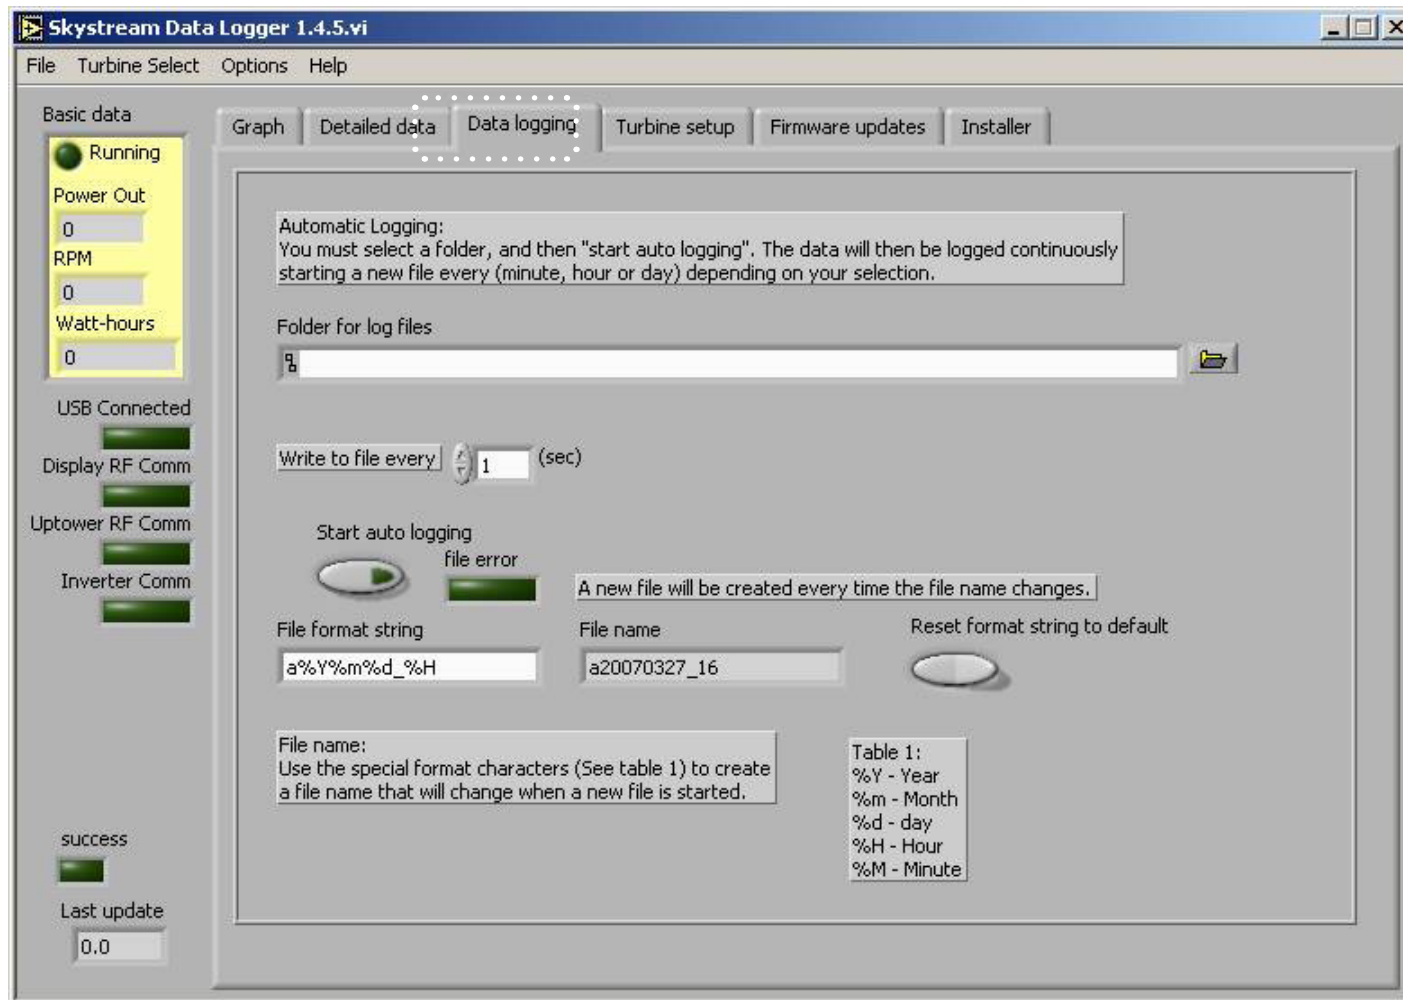 Skystream Data Logger 1.4.5.vi
File Turbine Select Options Help
Basic data
Running
Power Out
0
RPM
0
Watt-hours
0
USB Connected
Display RF Comm
Uptower RF Comm
Inverter Comm
success
Last update
0.0
Graph Detailed data Data logging Turbine setup Firmware updates Installer
Automatic Logging:
You must select a folder, and then "start auto logging". The data will then be logged continuously
starting a new file every (minute, hour or day) depending on your selection.
Folder for log files
Write to file every 1 (sec)
Start auto logging
file error
A new file will be created every time the file name changes.
File format string
a%Y%m%d_%H
File name
a20070327_16
Reset format string to default
File name:
Use the special format characters (See table 1) to create
a file name that will change when a new file is started.
Table 1:
%Y - Year
%m - Month
%d - day
%H - Hour
%M - Minute